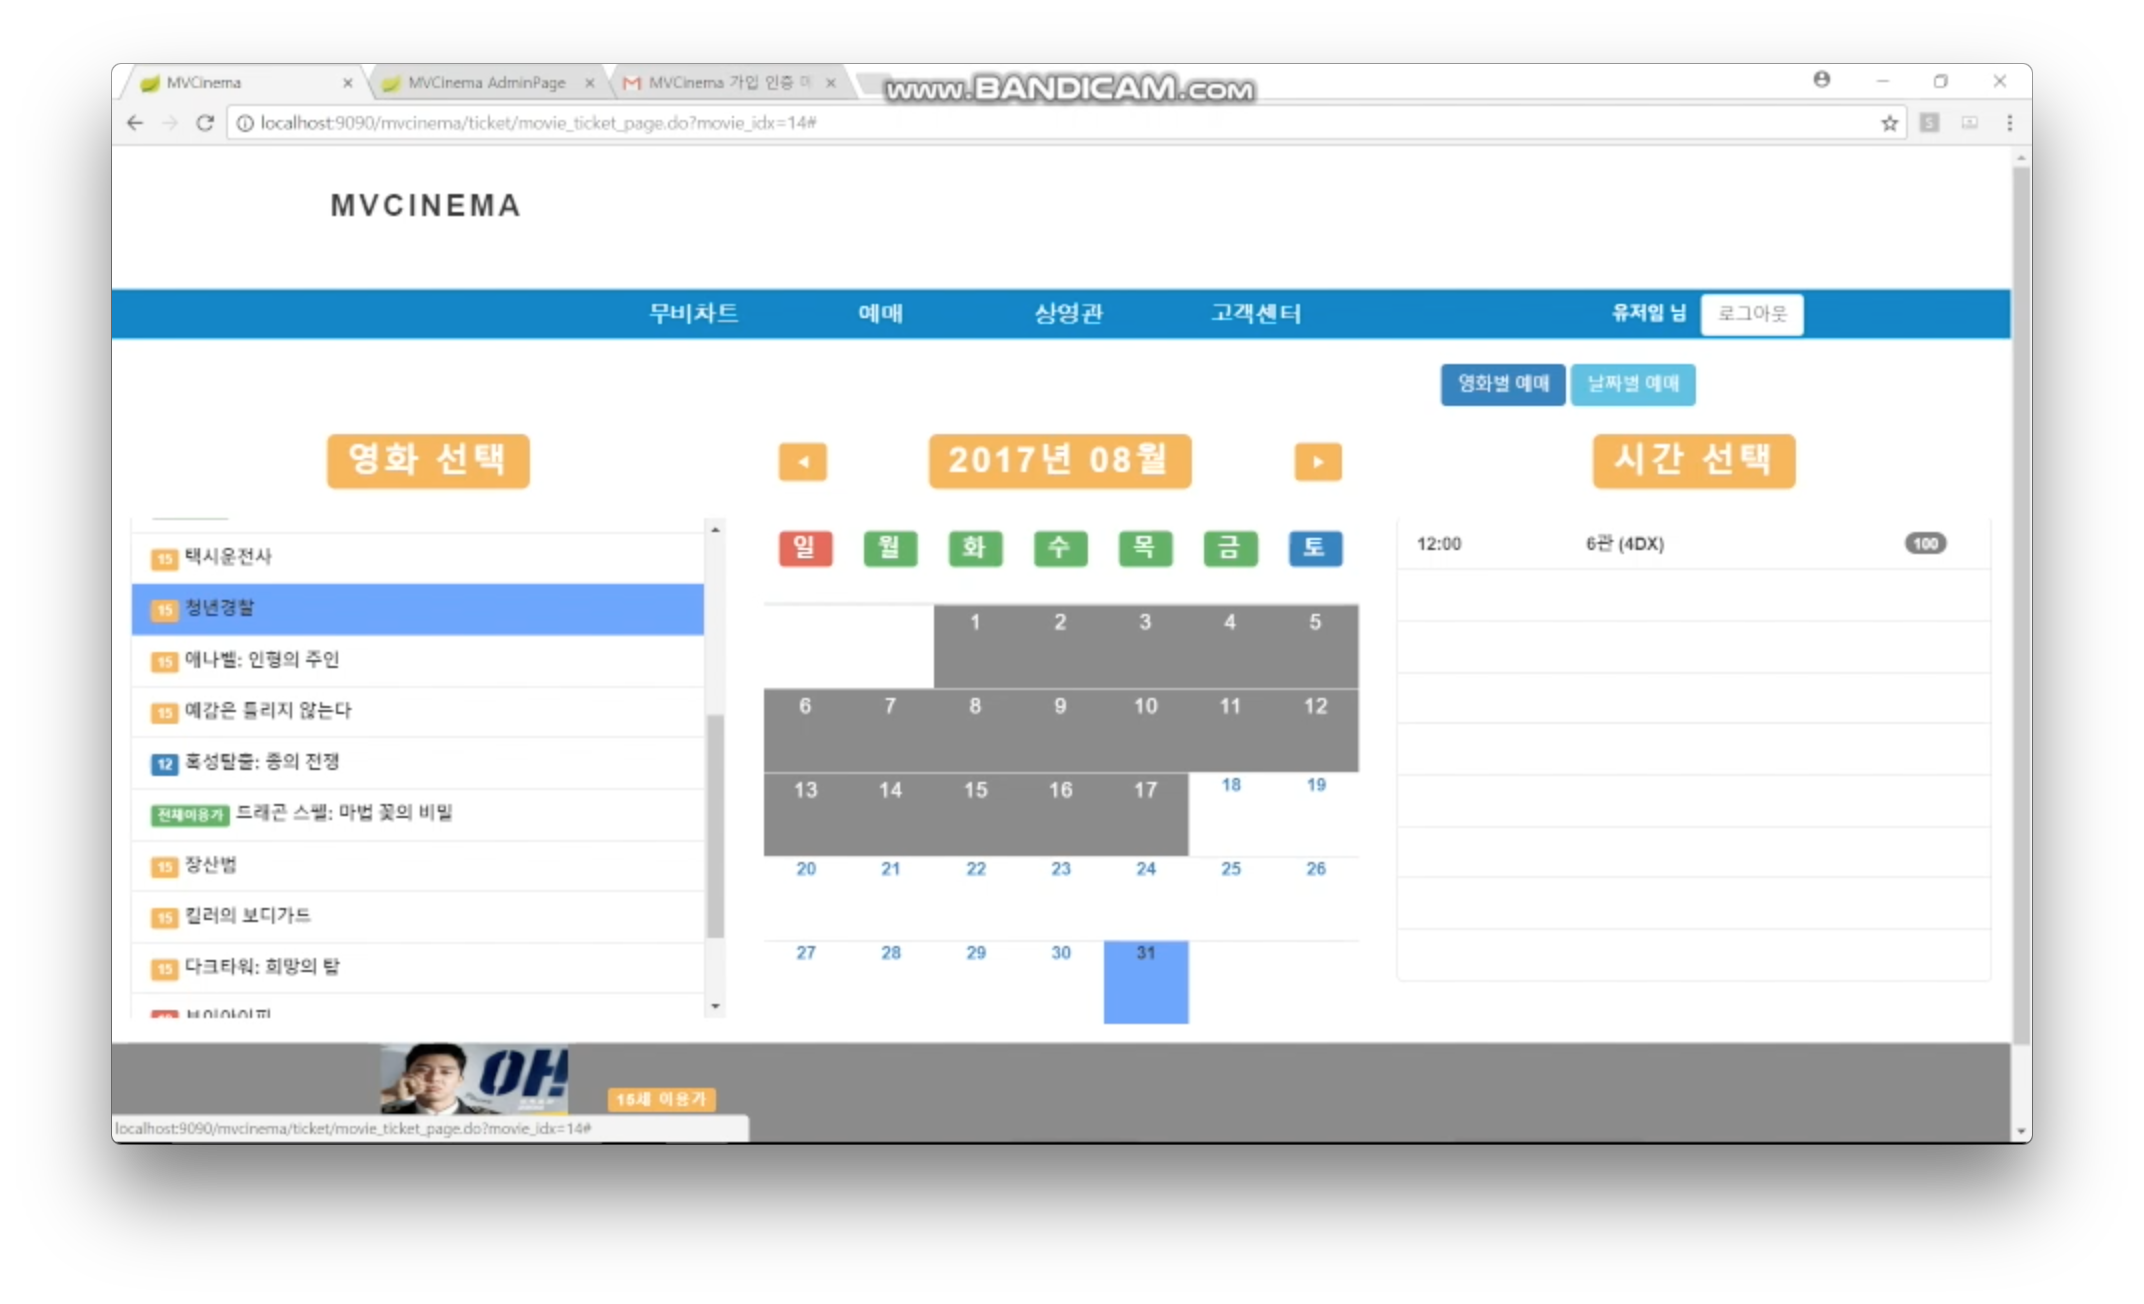 MVCinema
MVCinema AdminPage
MVCinema 가입 인증 메
www.BANDICAM.com
localhost:9090/mvcinema/ticket/movie_ticket_page.do?movie_idx=14#
MVCINEMA
무비차트 예매 상영관 고객센터 유저임 님 로그아웃
영화별 예매 날짜별 예매
영화 선택
15 택시운전사
15 청년경찰
15 애나벨: 인형의 주인
15 예감은 틀리지 않는다
12 혹성탈출: 종의 전쟁
전체이용가 드래곤 스펠: 마법 꽃의 비밀
15 장산범
15 킬러의 보디가드
15 다크타워: 희망의 탑
브이아이피
2017년 08월
일 월 화 수 목 금 토
1 2 3 4 5
6 7 8 9 10 11 12
13 14 15 16 17 18 19
20 21 22 23 24 25 26
27 28 29 30 31
시간 선택
12:00 6관 (4DX) 100
OH!
15세 이용가
localhost:9090/mvcinema/ticket/movie_ticket_page.do?movie_idx=14#